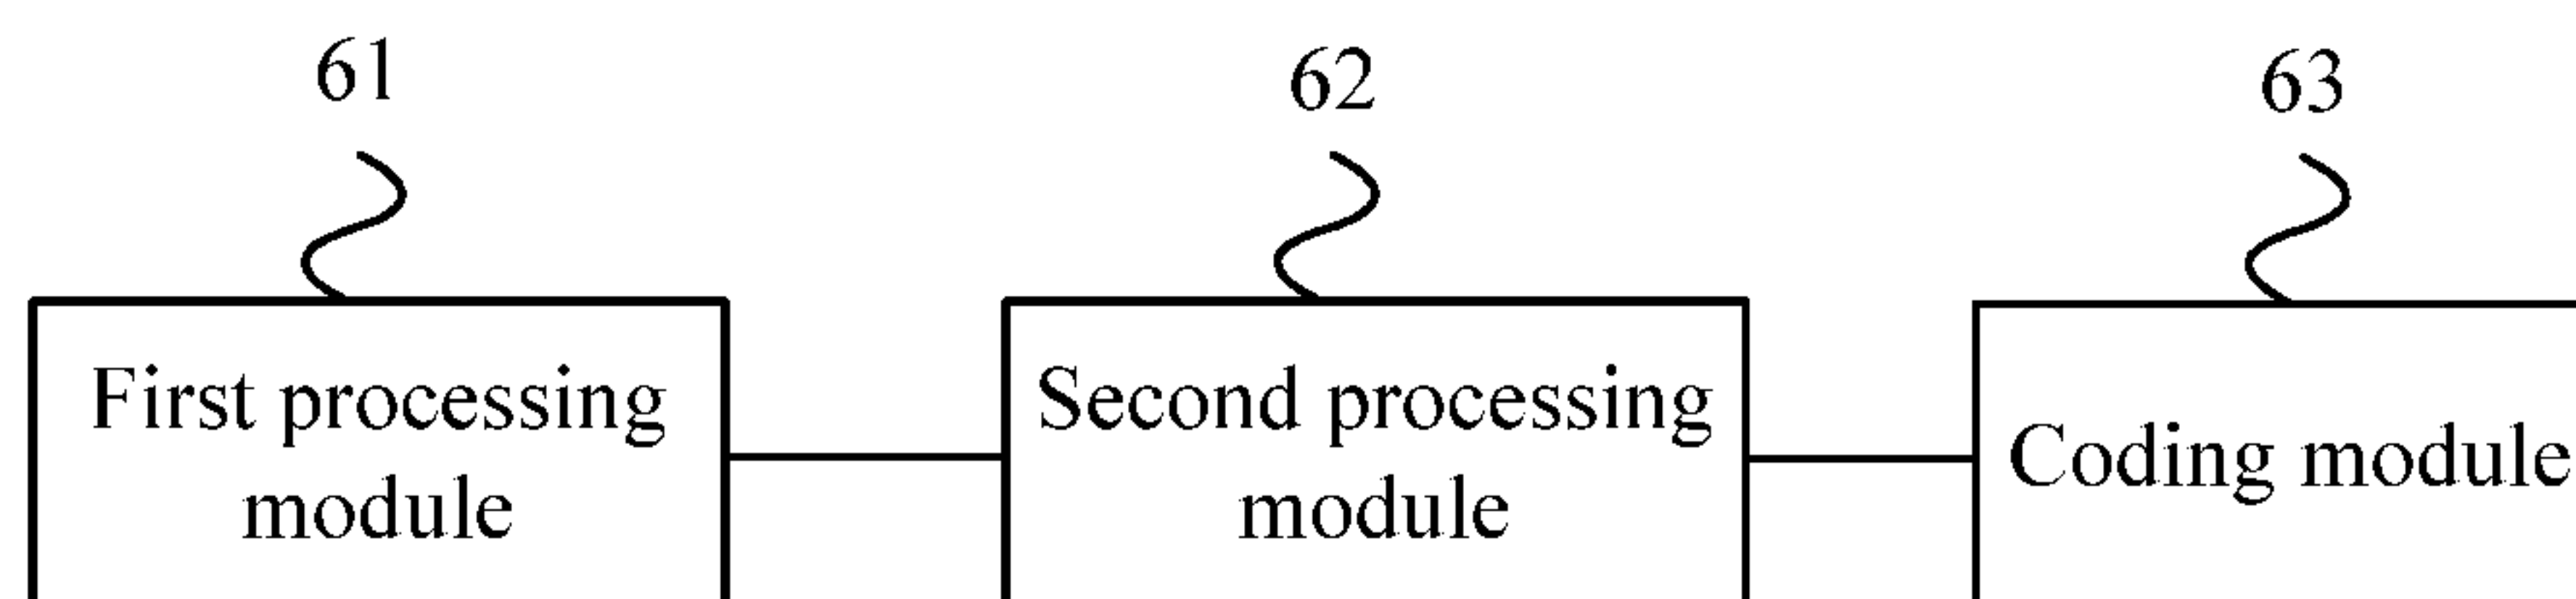 61
62
63
First processing
module
Second processing
module
Coding module